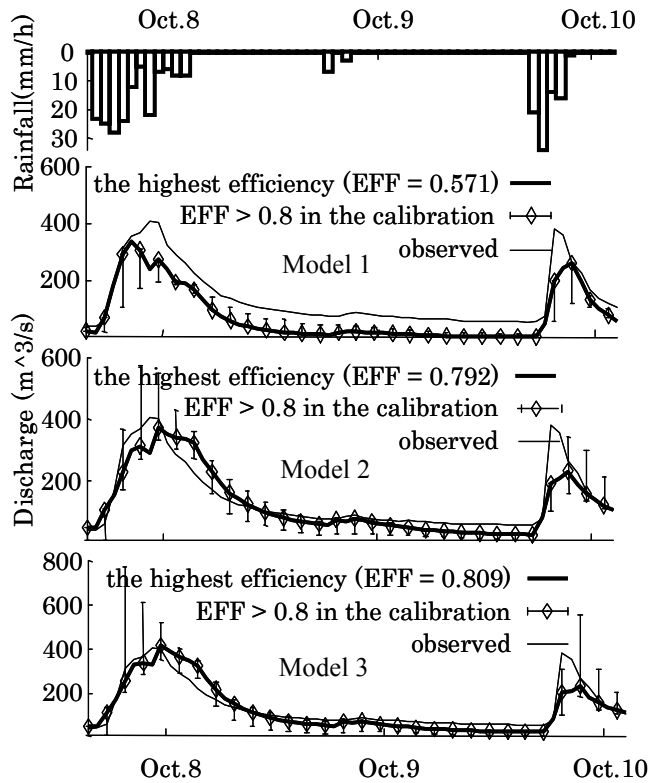 Oct.8 Oct.9 Oct.10
Rainfall(mm/h)
0
10
20
30
Discharge (m^3/s)
600
400
200
the highest efficiency (EFF = 0.571)
EFF > 0.8 in the calibration
observed
Model 1
600
400
200
the highest efficiency (EFF = 0.792)
EFF > 0.8 in the calibration
observed
Model 2
800
600
400
200
the highest efficiency (EFF = 0.809)
EFF > 0.8 in the calibration
observed
Model 3
Oct.8 Oct.9 Oct.10